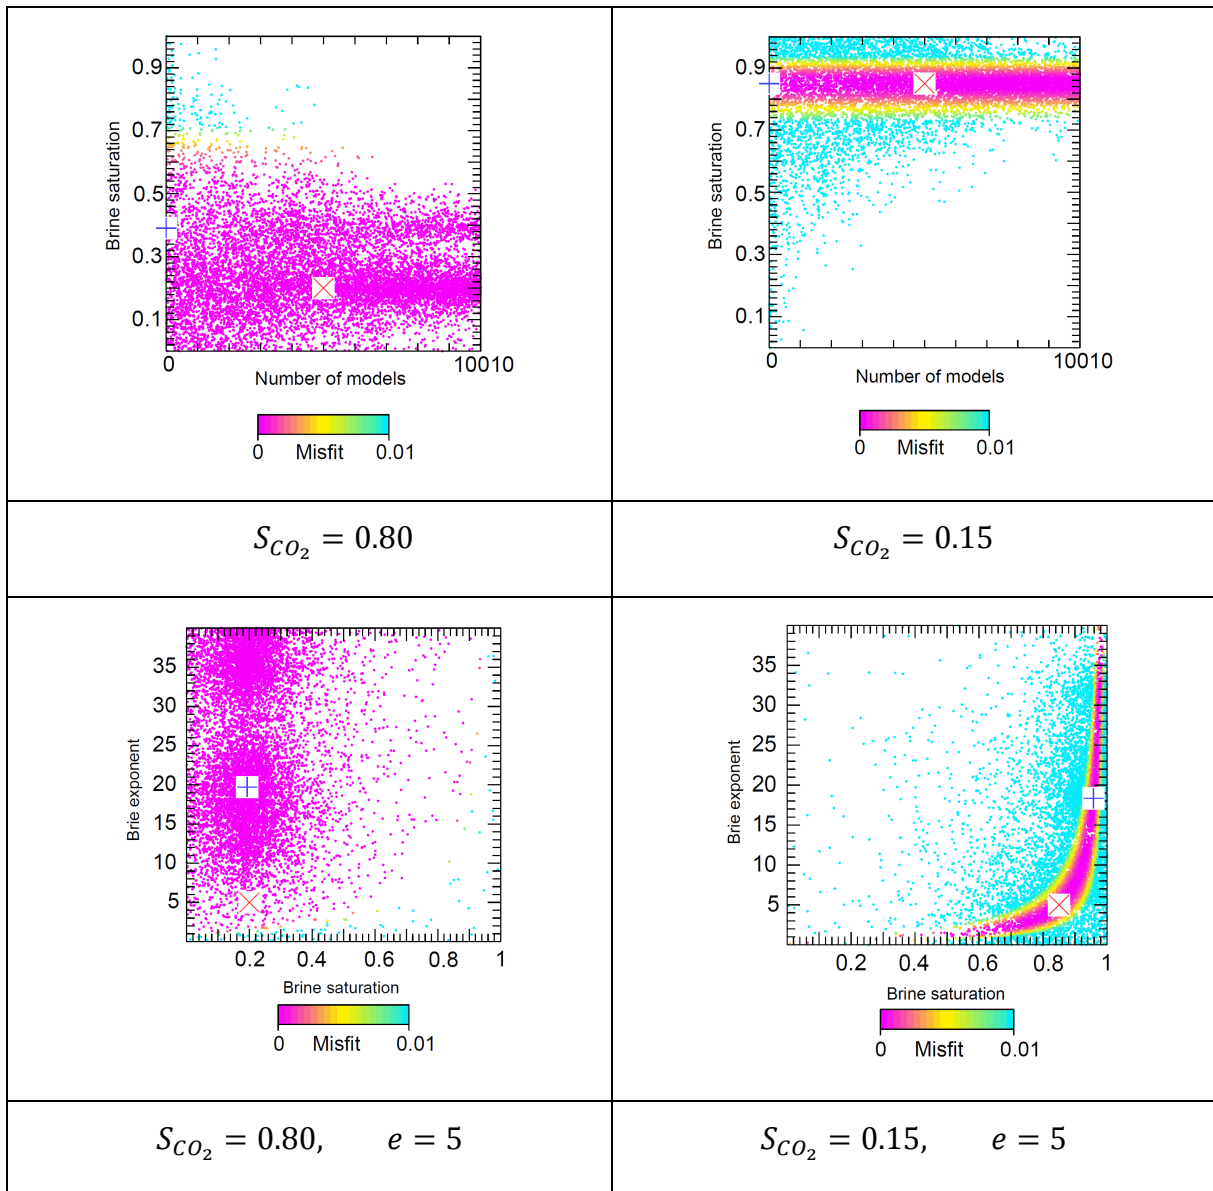 0.9
0.7
0.5
0.3
0.1
Brine saturation
0 10010
Number of models
0 Misfit 0.01
0.9
0.7
0.5
0.3
0.1
Brine saturation
0 10010
Number of models
0 Misfit 0.01
S_{CO_2} = 0.80
S_{CO_2} = 0.15
35
30
25
20
15
10
5
Brie exponent
0.2 0.4 0.6 0.8 1
Brine saturation
0 Misfit 0.01
35
30
25
20
15
10
5
Brie exponent
0.2 0.4 0.6 0.8 1
Brine saturation
0 Misfit 0.01
S_{CO_2} = 0.80, e = 5
S_{CO_2} = 0.15, e = 5